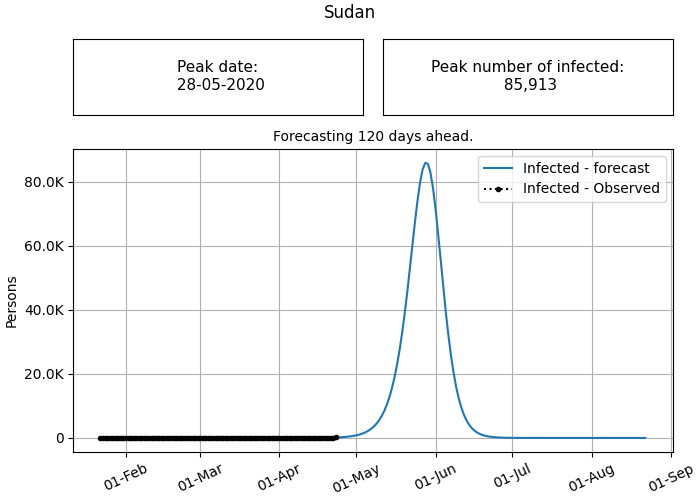 Sudan
Peak date:
28-05-2020
Peak number of infected:
85,913
Forecasting 120 days ahead.
Infected - forecast
Infected - Observed
80.0K
60.0K
40.0K
20.0K
0
Persons
01-Feb
01-Mar
01-Apr
01-May
01-Jun
01-Jul
01-Aug
01-Sep